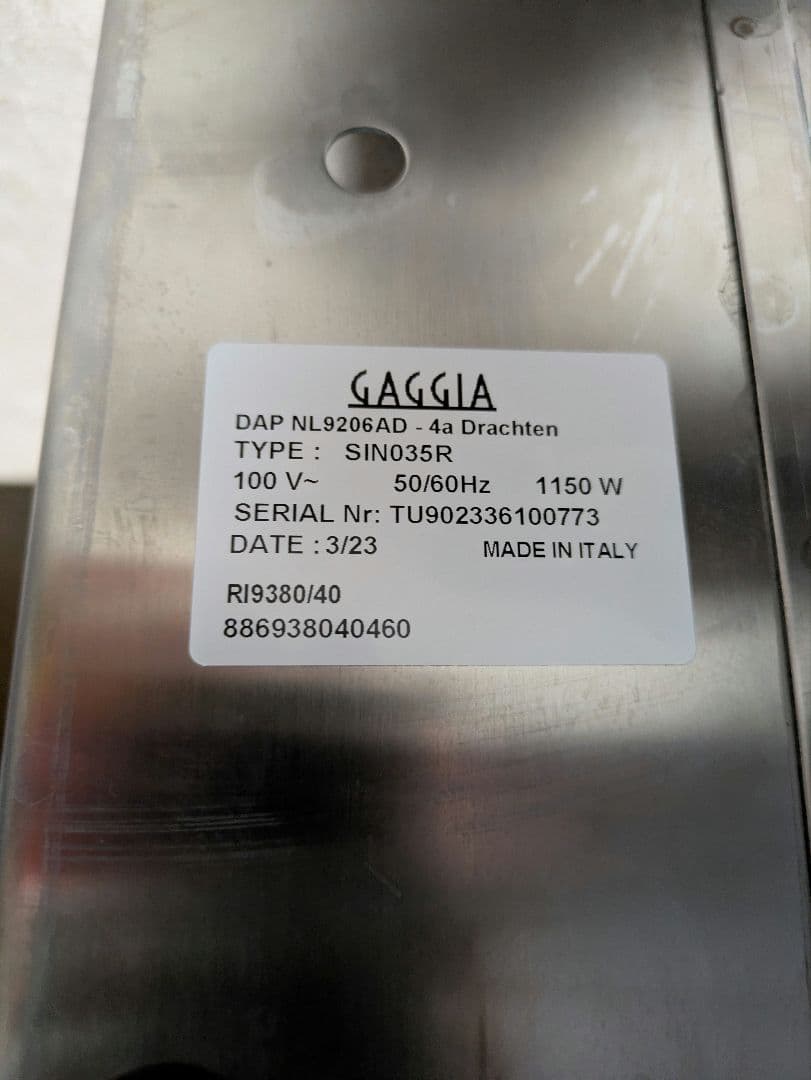 GAGGIA
DAP NL9206AD - 4a Drachten
TYPE : SIN035R
100 V~ 50/60Hz 1150 W
SERIAL Nr: TU902336100773
DATE : 3/23 MADE IN ITALY
RI9380/40
886938040460